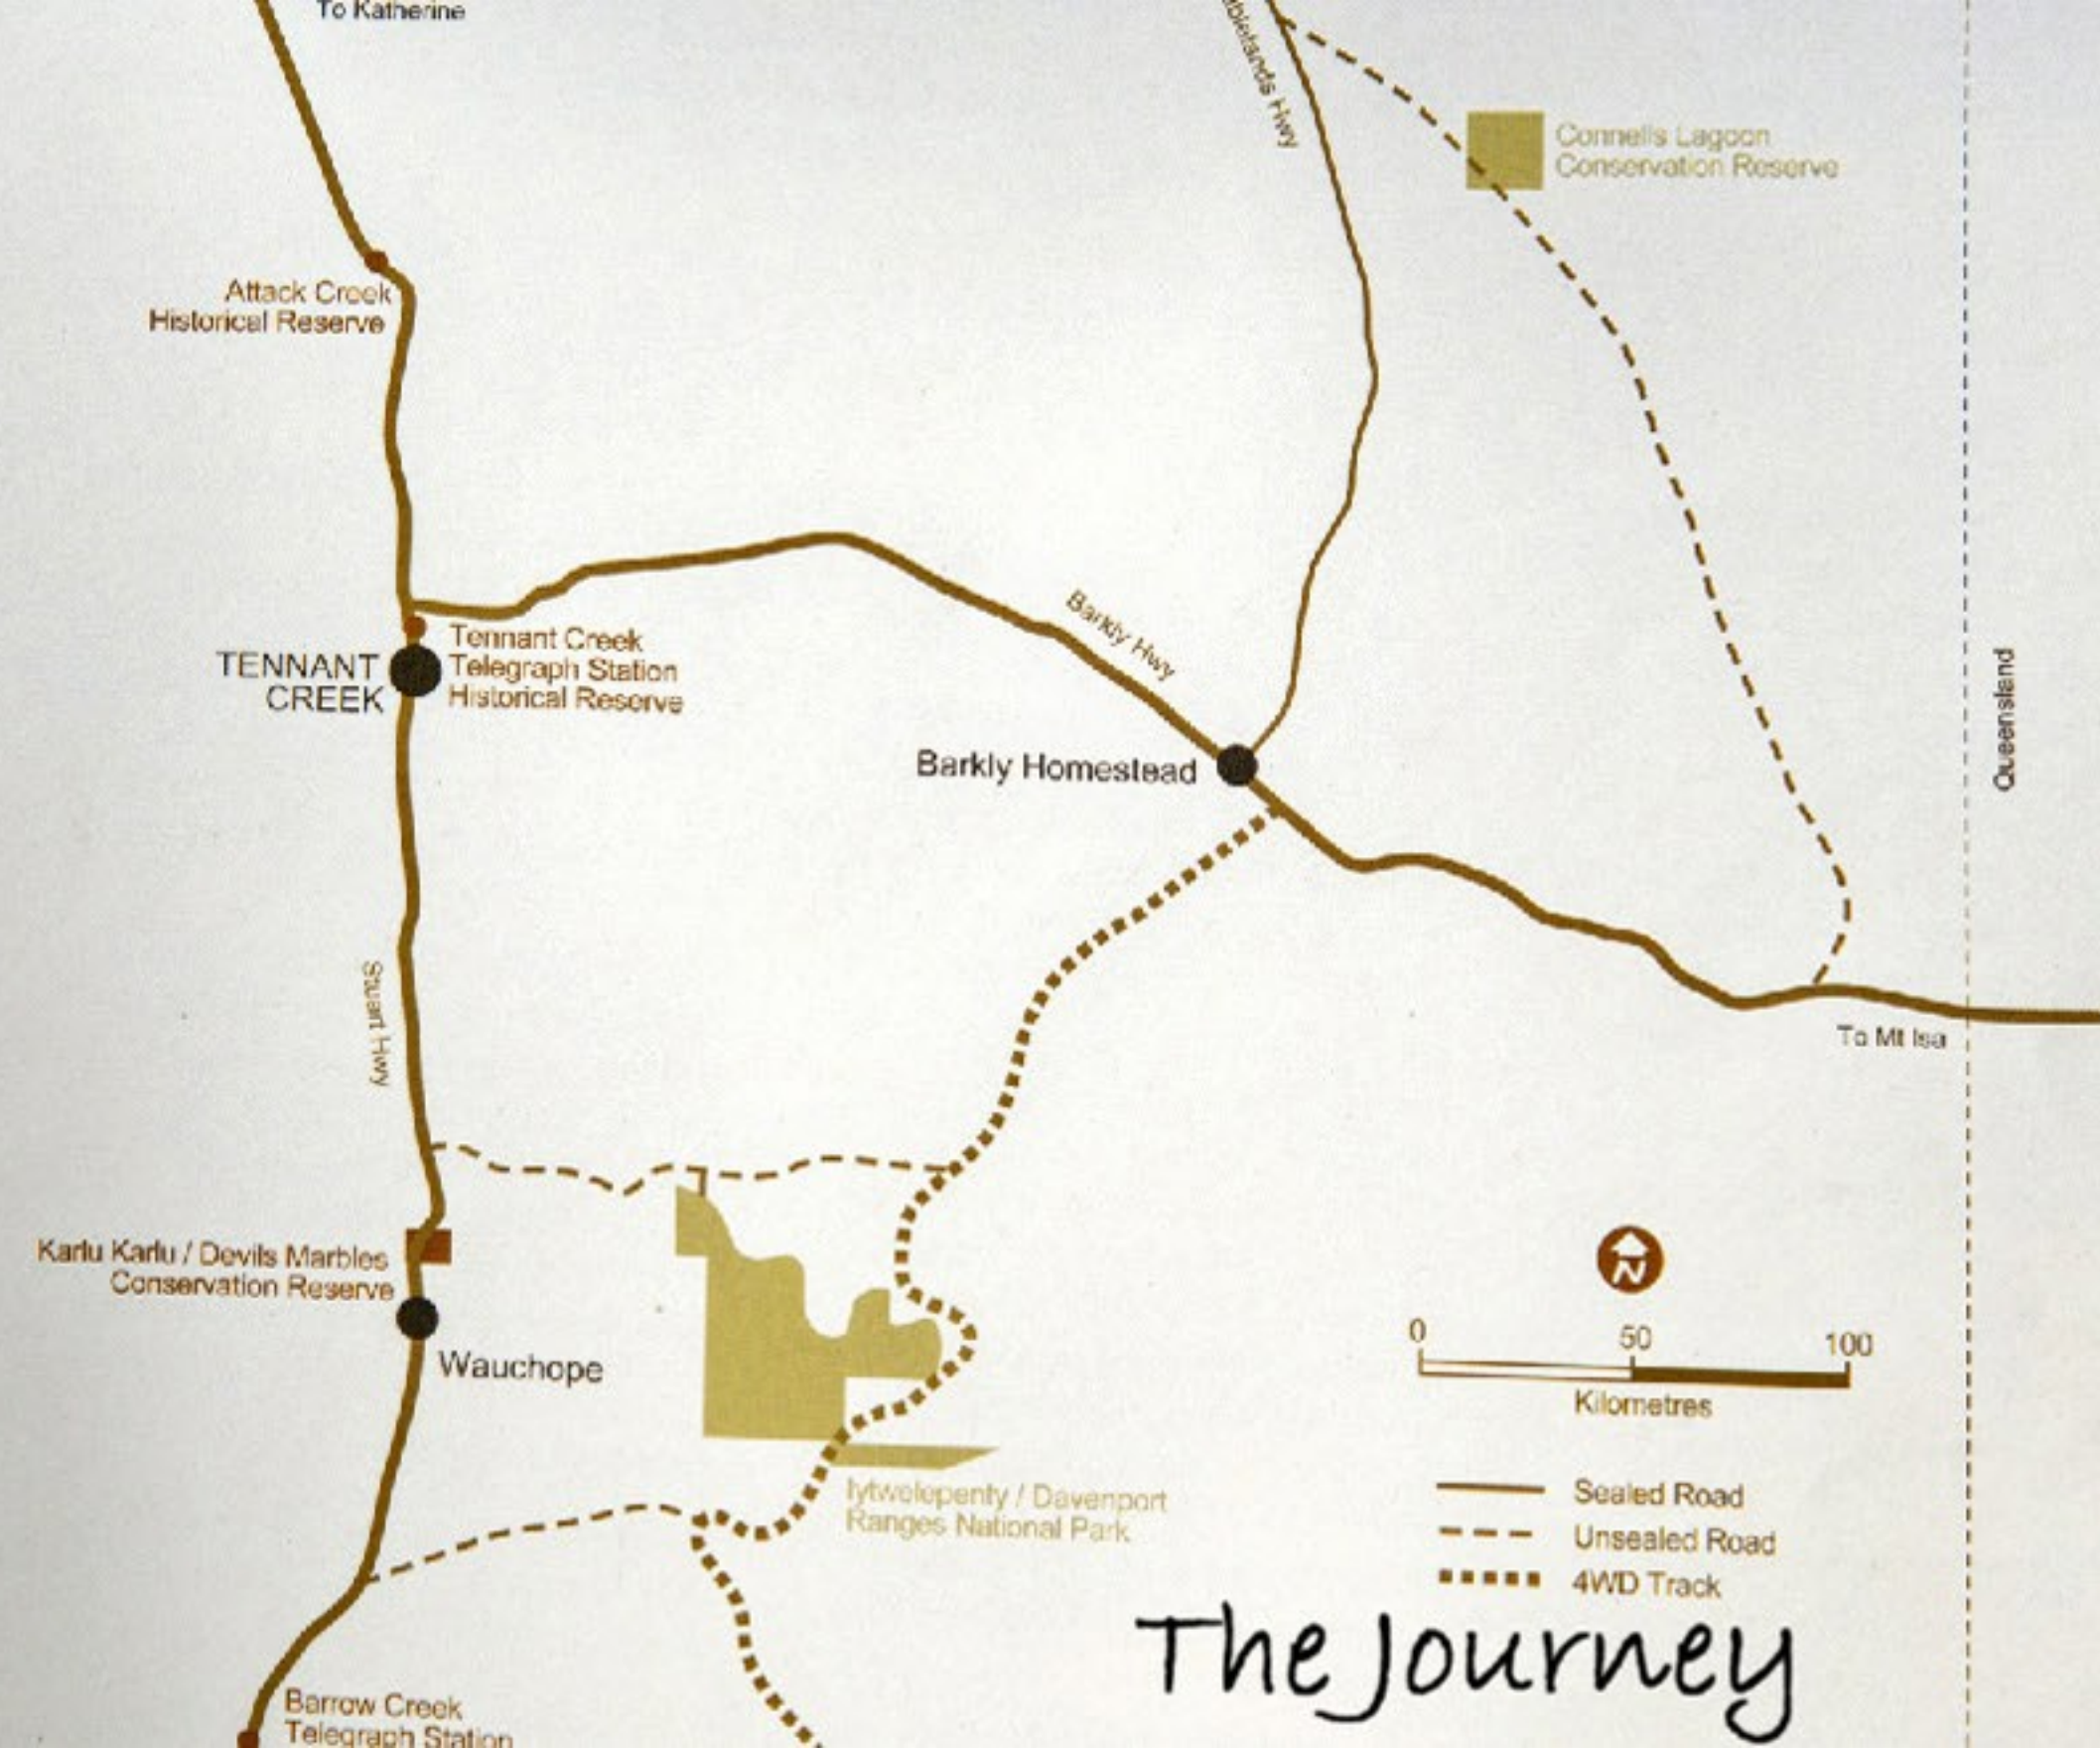 To Katherine
Hwy
Connells Lagoon
Conservation Reserve
Attack Creek
Historical Reserve
Barkly Hwy
TENNANT
CREEK
Tennant Creek
Telegraph Station
Historical Reserve
Queensland
Barkly Homestead
Stuart Hwy
To Mt Isa
Karlu Karlu / Devils Marbles
Conservation Reserve
N
0 50 100
Kilometres
Wauchope
Iytwelepenty / Davenport
Ranges National Park
Sealed Road
Unsealed Road
4WD Track
The Journey
Barrow Creek
Telegraph Station